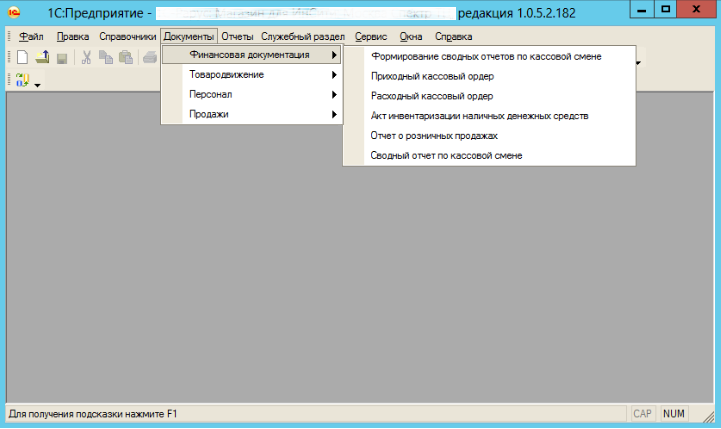 1С:Предприятие - редакция 1.0.5.2.182
Файл Правка Справочники Документы Отчеты Служебный раздел Сервис Окна Справка
Финансовая документация
Товародвижение
Персонал
Продажи
Формирование сводных отчетов по кассовой смене
Приходный кассовый ордер
Расходный кассовый ордер
Акт инвентаризации наличных денежных средств
Отчет о розничных продажах
Сводный отчет по кассовой смене
Для получения подсказки нажмите F1 CAP NUM